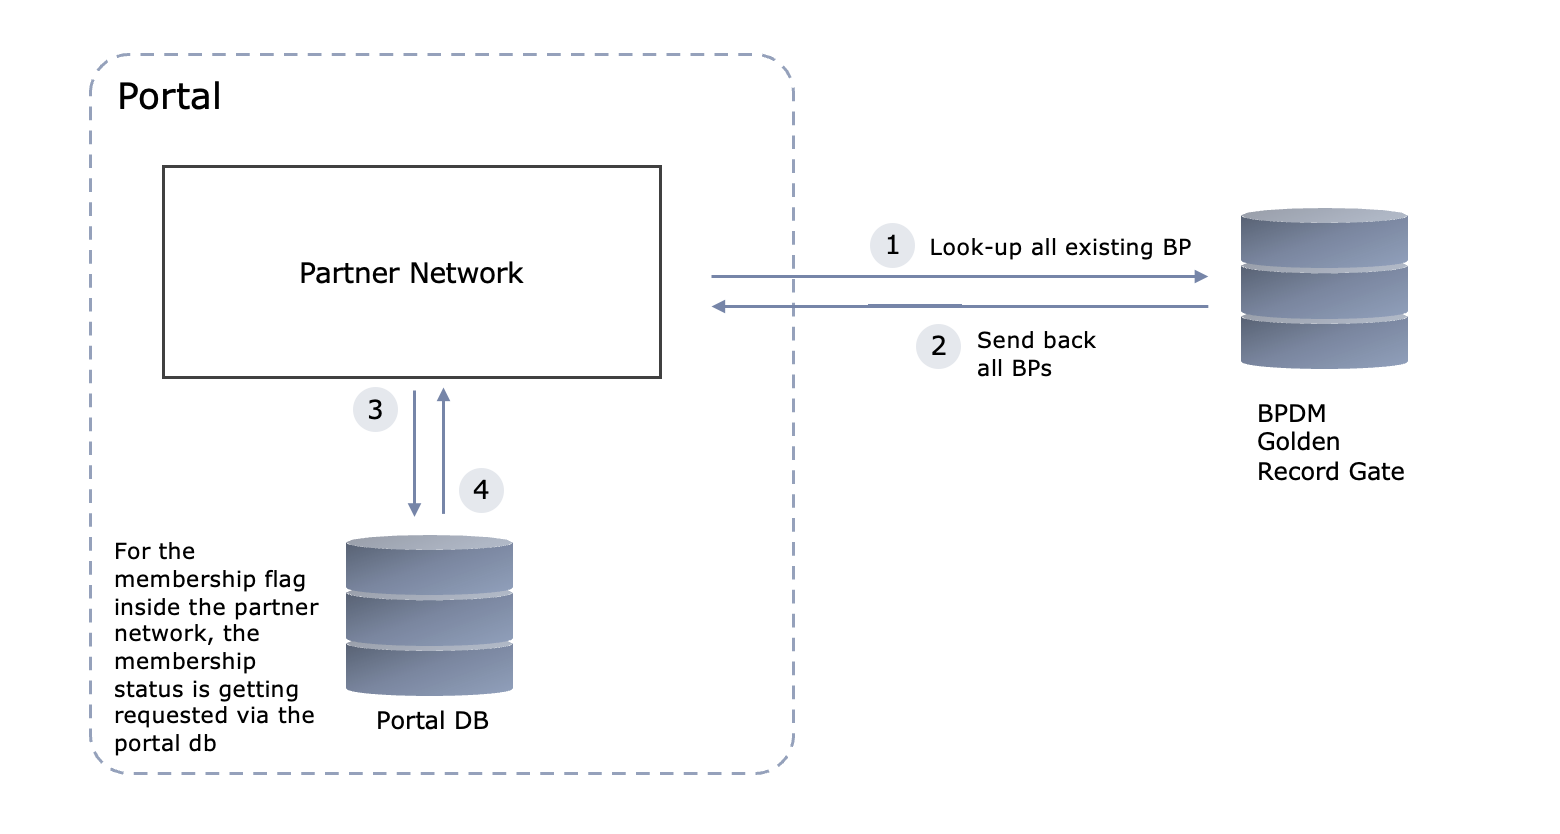 Portal
Partner Network
1
Look-up all existing BP
2
Send back
all BPs
BPDM
Golden
Record Gate
3
4
For the
membership flag
inside the partner
network, the
membership
status is getting
requested via the
portal db
Portal DB